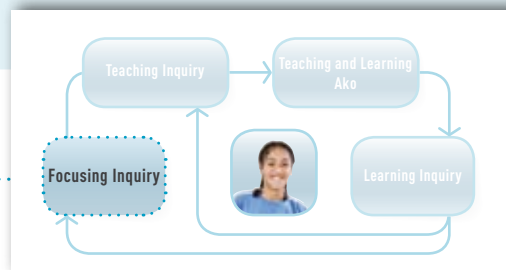 Teaching Inquiry
Teaching and Learning
Ako
Focusing Inquiry
Learning Inquiry